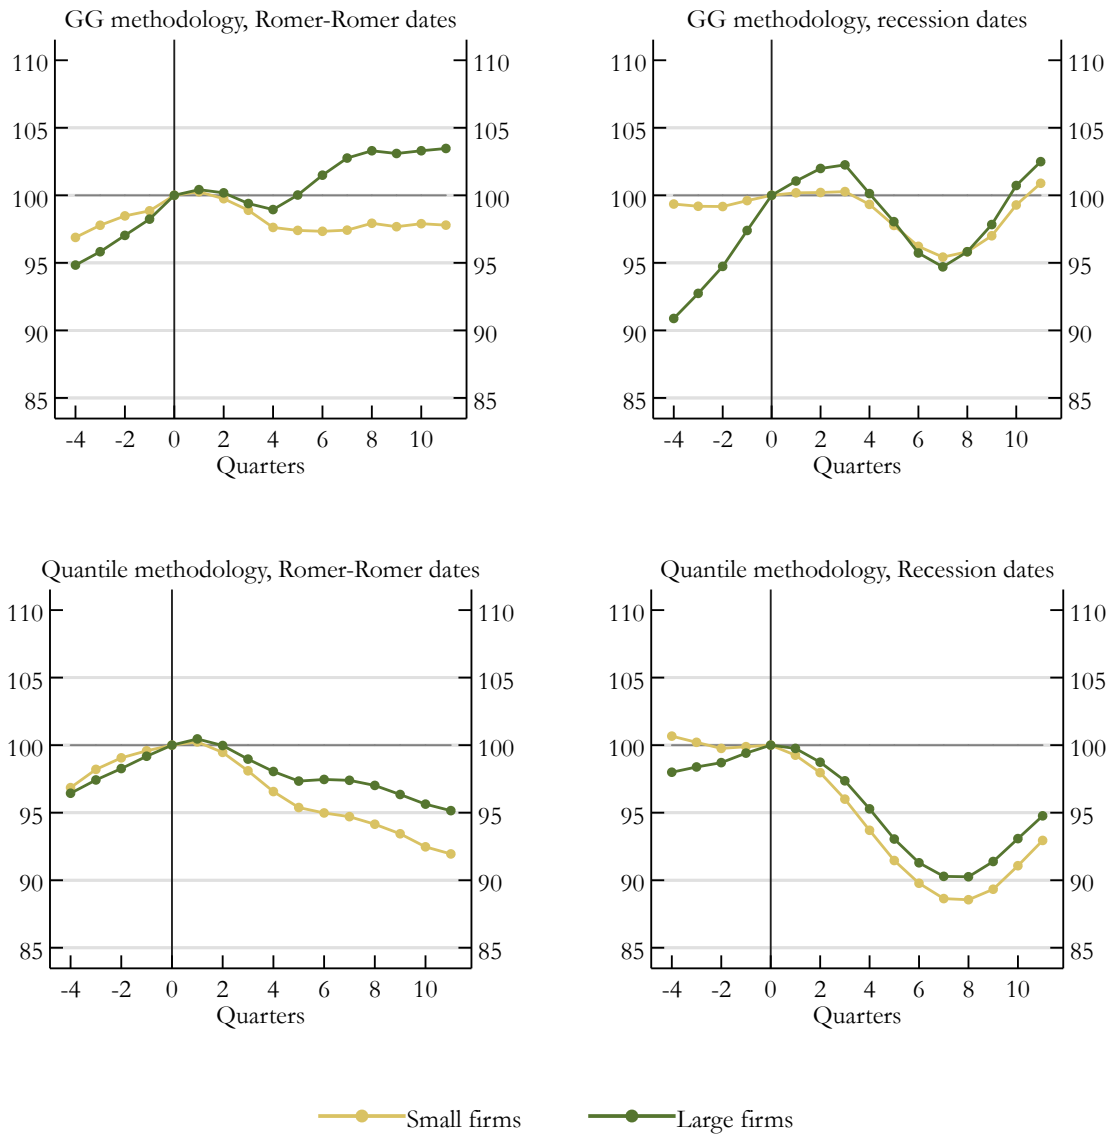 GG methodology, Romer-Romer dates
110 110
105 105
100 100
95 95
90 90
85 85
-4 -2 0 2 4 6 8 10
Quarters
GG methodology, recession dates
110 110
105 105
100 100
95 95
90 90
85 85
-4 -2 0 2 4 6 8 10
Quarters
Quantile methodology, Romer-Romer dates
110 110
105 105
100 100
95 95
90 90
85 85
-4 -2 0 2 4 6 8 10
Quarters
Quantile methodology, Recession dates
110 110
105 105
100 100
95 95
90 90
85 85
-4 -2 0 2 4 6 8 10
Quarters
Small firms Large firms